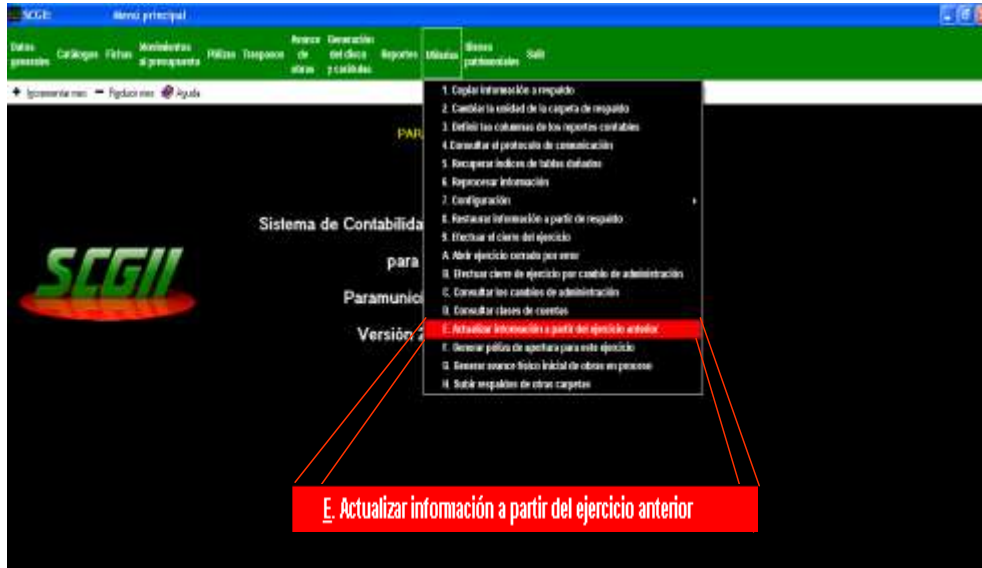 SCGII: Menú principal
Datos generales Catálogos Fichas Movimientos al presupuesto Pólizas Traspasos Avance de obras Generación del disco y carátulas Reportes Utilerías Bienes patrimoniales Salir
Incrementa mes Reduce mes Ayuda
1. Copiar información a respaldo
2. Cambiar la unidad de la carpeta de respaldo
3. Definir las columnas de los reportes contables
4. Consultar el protocolo de comunicación
5. Recuperar índices de tablas dañados
6. Reprocesar información
7. Configuración
8. Restaurar información a partir de respaldo
9. Efectuar el cierre del ejercicio
A. Abrir ejercicio cerrado por error
B. Efectuar cierre de ejercicio por cambio de administración
C. Consultar los cambios de administración
D. Consultar clases de cuentas
E. Actualizar información a partir del ejercicio anterior
F. Generar póliza de apertura para este ejercicio
G. Generar avance físico inicial de obras en proceso
H. Subir respaldos de otras carpetas
PAR
Sistema de Contabilida
para
Paramunici
Versión 2
SCGII
E. Actualizar información a partir del ejercicio anterior